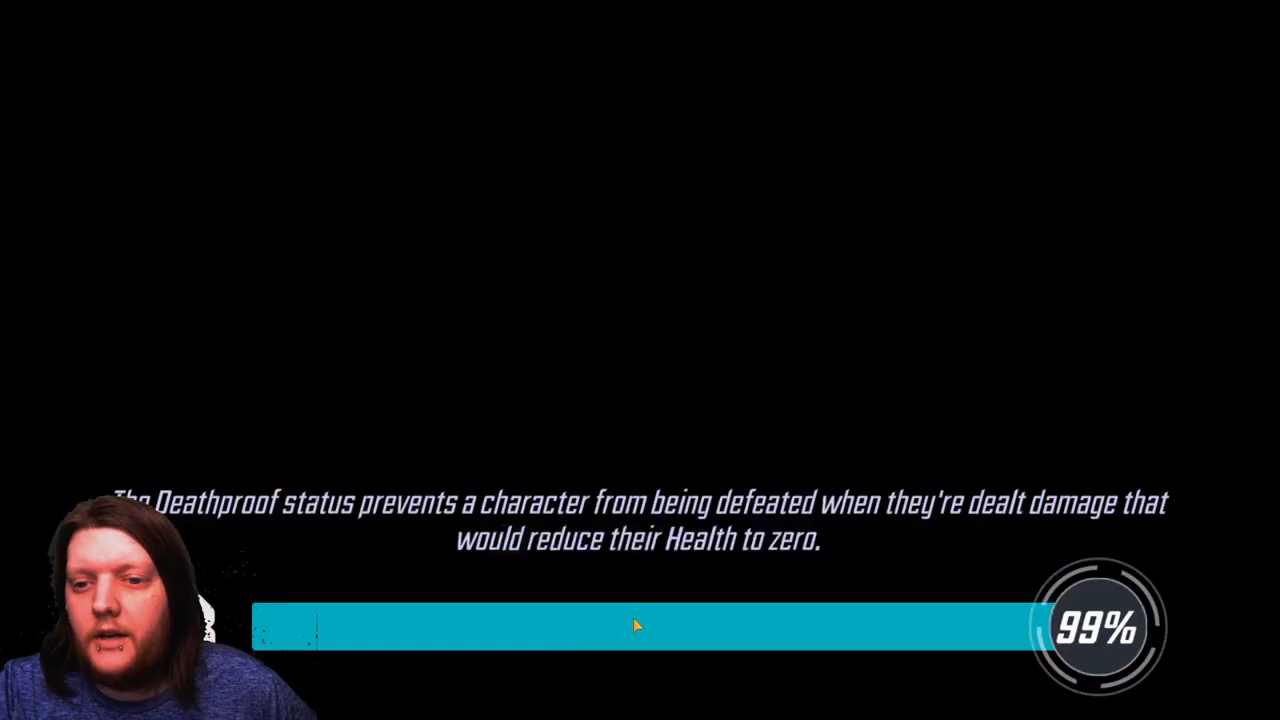 The Deathproof status prevents a character from being defeated when they're dealt damage that
would reduce their Health to zero.
99%